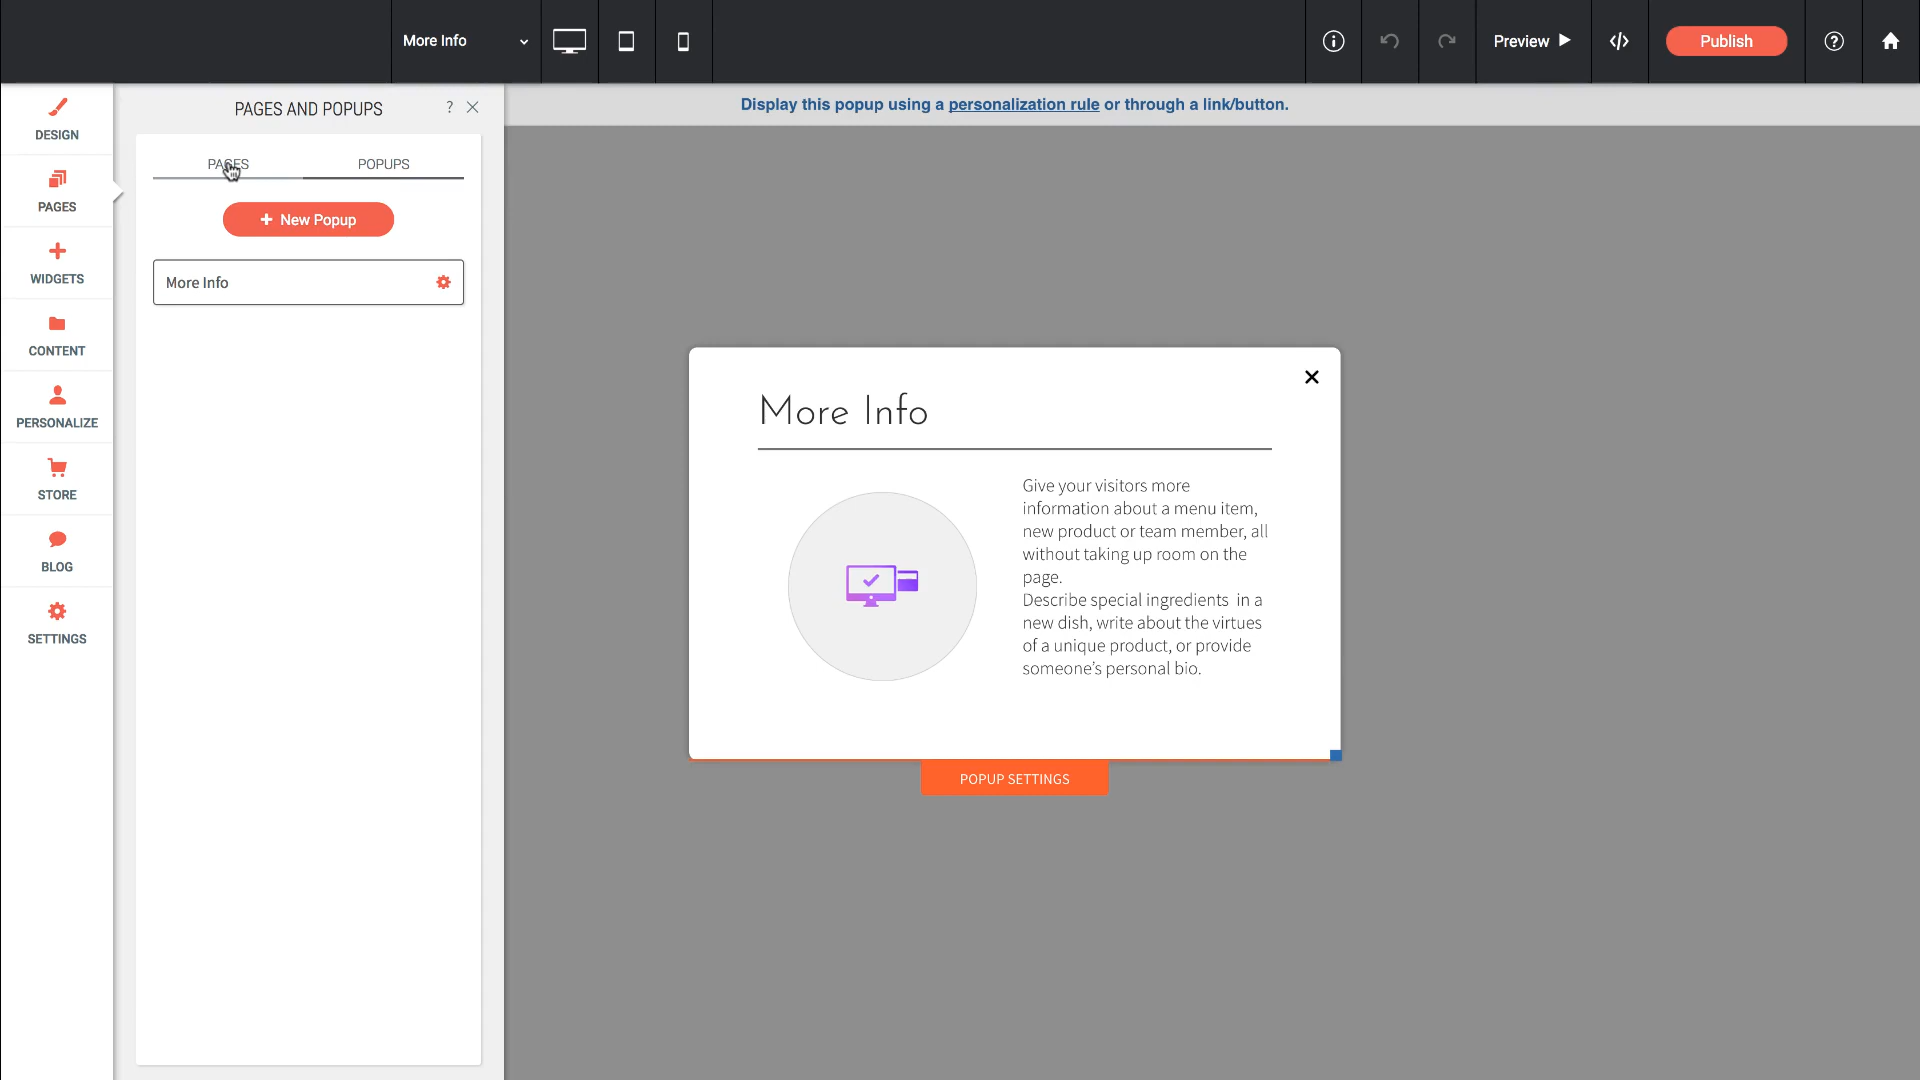 More Info
Preview
Publish
DESIGN
PAGES
WIDGETS
CONTENT
PERSONALIZE
STORE
BLOG
SETTINGS
PAGES AND POPUPS
?
PAGES
POPUPS
+ New Popup
More Info
Display this popup using a personalization rule or through a link/button.
More Info
Give your visitors more
information about a menu item,
new product or team member, all
without taking up room on the
page.
Describe special ingredients in a
new dish, write about the virtues
of a unique product, or provide
someone's personal bio.
POPUP SETTINGS